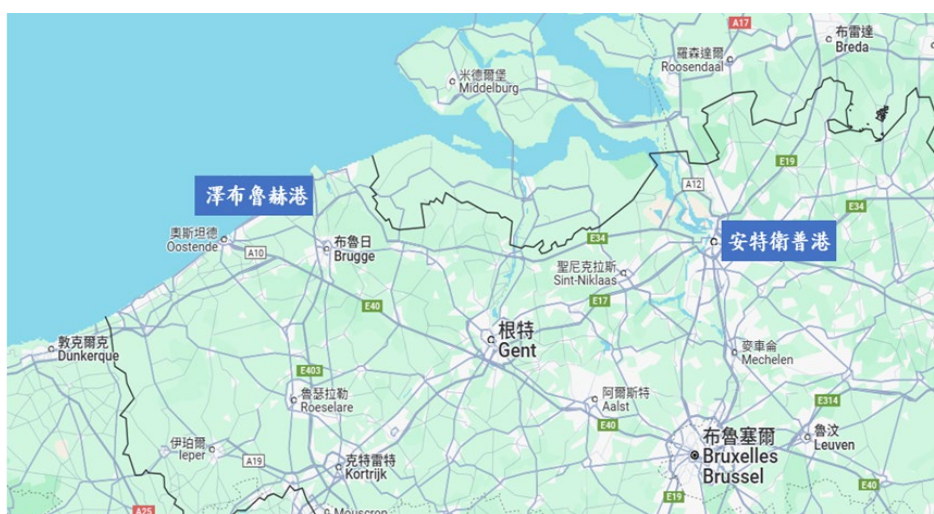 A17
布雷達
Breda
羅森達爾
Roosendaal
米德爾堡
Middelburg
E19
澤布魯赫港
A12
E34
奧斯坦德
Oostende
A10
布魯日
Brugge
E34
安特衛普港
聖尼克拉斯
Sint-Niklaas
E17
E40
敦克爾克
Dunkerque
根特
Gent
麥車侖
Mechelen
E403
魯瑟拉勒
Roeselare
阿爾斯特
Aalst
E314
E40
布魯塞爾
Bruxelles
Brussel
魯汶
Leuven
伊珀爾
Ieper
A19
克特雷特
Kortrijk
E19
E40
A25
Mouscron